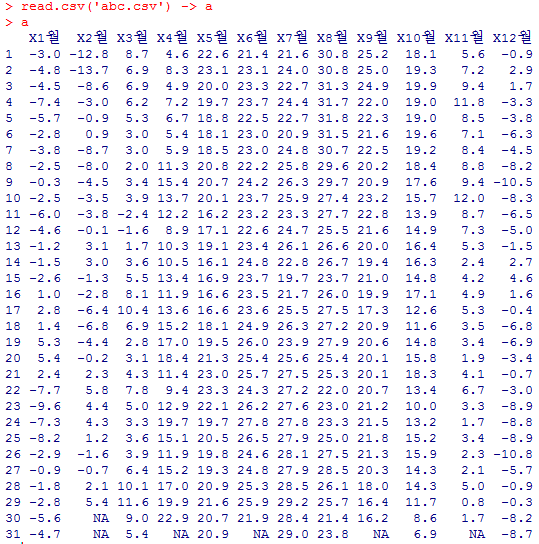 > read.csv('abc.csv') -> a
> a
X1월 X2월 X3월 X4월 X5월 X6월 X7월 X8월 X9월 X10월 X11월 X12월
1 -3.0 -12.8 8.7 4.6 22.6 21.4 21.6 30.8 25.2 18.1 5.6 -0.9
2 -4.8 -13.7 6.9 8.3 23.1 23.1 24.0 30.8 25.0 19.3 7.2 2.9
3 -4.5 -8.6 6.9 4.9 20.0 23.3 22.7 31.3 24.9 19.9 9.4 1.7
4 -7.4 -3.0 6.2 7.2 19.7 23.7 24.4 31.7 22.0 19.0 11.8 -3.3
5 -5.7 -0.9 5.3 6.7 18.8 22.5 22.7 31.8 22.3 19.0 8.5 -3.8
6 -2.8 0.9 3.0 5.4 18.1 23.0 20.9 31.5 21.6 19.6 7.1 -6.3
7 -3.8 -8.7 3.0 5.9 18.5 23.0 24.8 30.7 22.5 19.2 8.4 -4.5
8 -2.5 -8.0 2.0 11.3 20.8 22.2 25.8 29.6 20.2 18.4 8.8 -8.2
9 -0.3 -4.5 3.4 15.4 20.7 24.2 26.3 29.7 20.9 17.6 9.4 -10.5
10 -2.5 -3.5 3.9 13.7 20.1 23.7 25.9 27.4 23.2 15.7 12.0 -8.3
11 -6.0 -3.8 -2.4 12.2 16.2 23.2 23.3 27.7 22.8 13.9 8.7 -6.5
12 -4.6 -0.1 -1.6 8.9 17.1 22.6 24.7 25.5 21.6 14.9 7.3 -5.0
13 -1.2 3.1 1.7 10.3 19.1 23.4 26.1 26.6 20.0 16.4 5.3 -1.5
14 -1.5 3.0 3.6 10.5 16.1 24.8 22.8 26.7 19.4 16.3 2.4 2.7
15 -2.6 -1.3 5.5 13.4 16.9 23.7 19.7 23.7 21.0 14.8 4.2 4.6
16 1.0 -2.8 8.1 11.9 16.6 23.5 21.7 26.0 19.9 17.1 4.9 1.6
17 2.8 -6.4 10.4 13.6 16.6 23.6 25.5 27.5 17.3 12.6 5.3 -0.4
18 1.4 -6.8 6.9 15.2 18.1 24.9 26.3 27.2 20.9 11.6 3.5 -6.8
19 5.3 -4.4 2.8 17.0 19.5 26.0 23.9 27.9 20.6 14.8 3.4 -6.9
20 5.4 -0.2 3.1 18.4 21.3 25.4 25.6 25.4 20.1 15.8 1.9 -3.4
21 2.4 2.3 4.3 11.4 23.0 26.7 27.5 25.3 20.1 18.3 4.1 -0.7
22 -7.7 5.8 7.8 9.4 23.3 24.3 27.2 22.0 20.7 13.4 6.7 -3.0
23 -9.6 4.4 5.0 12.9 22.1 26.2 27.6 23.0 21.2 10.0 3.3 -8.9
24 -7.3 4.3 3.3 19.7 19.7 27.8 27.8 23.3 21.5 13.2 1.7 -8.8
25 -8.2 1.2 3.6 15.1 20.5 26.5 27.9 25.0 21.8 15.2 3.4 -8.9
26 -2.9 -1.6 3.9 11.9 19.8 24.6 28.1 27.5 21.3 15.9 2.3 -10.8
27 -0.9 -0.7 6.4 15.2 19.3 24.9 27.9 28.5 20.3 14.3 2.1 -5.7
28 -1.8 2.1 10.1 17.0 20.9 25.3 28.5 26.1 18.0 14.3 5.0 -0.9
29 -2.8 5.4 11.6 19.9 21.6 25.9 29.2 25.7 16.4 11.7 0.8 -0.3
30 -5.6 NA 9.0 22.9 20.7 21.9 28.4 21.4 16.2 8.6 1.7 -8.2
31 -4.7 NA 5.4 NA 20.9 NA 29.0 23.8 NA 6.9 NA -8.7